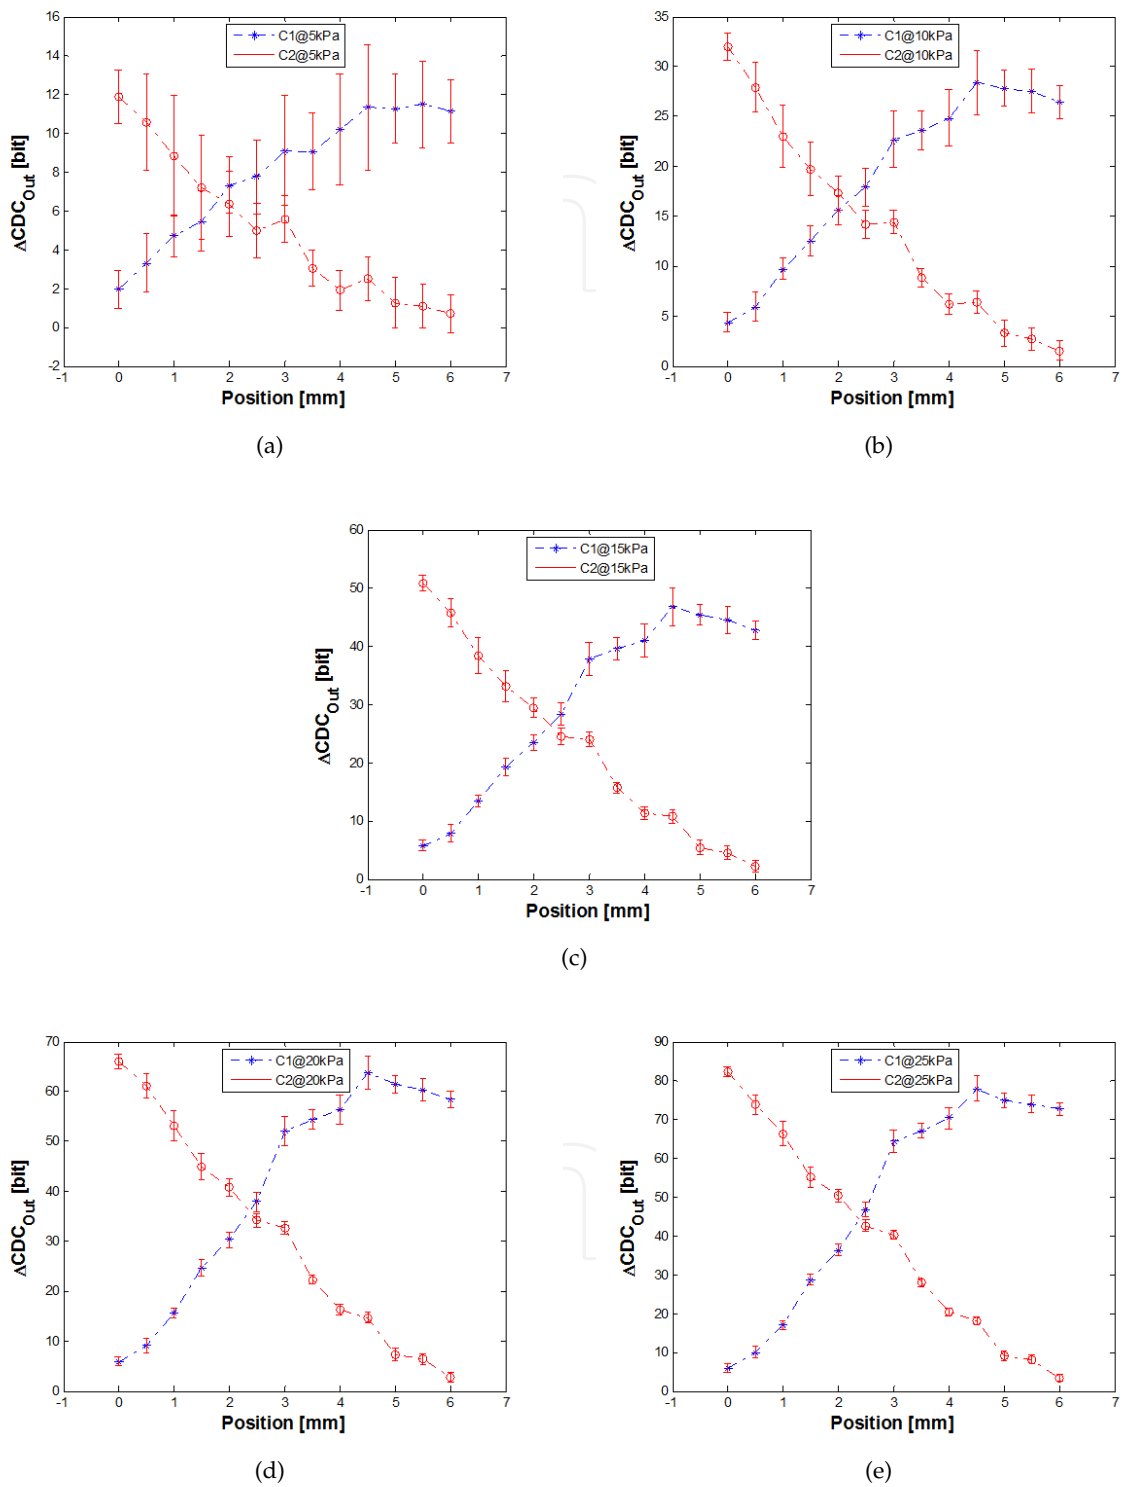 16
14
12
10
8
6
4
2
0
-2
-1 0 1 2 3 4 5 6 7
ΔCDC_Out [bit]
Position [mm]
C1@5kPa
C2@5kPa
(a)
35
30
25
20
15
10
5
0
-1 0 1 2 3 4 5 6 7
ΔCDC_Out [bit]
Position [mm]
C1@10kPa
C2@10kPa
(b)
60
50
40
30
20
10
0
-1 0 1 2 3 4 5 6 7
ΔCDC_Out [bit]
Position [mm]
C1@15kPa
C2@15kPa
(c)
70
60
50
40
30
20
10
0
-1 0 1 2 3 4 5 6 7
ΔCDC_Out [bit]
Position [mm]
C1@20kPa
C2@20kPa
(d)
90
80
70
60
50
40
30
20
10
0
-1 0 1 2 3 4 5 6 7
ΔCDC_Out [bit]
Position [mm]
C1@25kPa
C2@25kPa
(e)